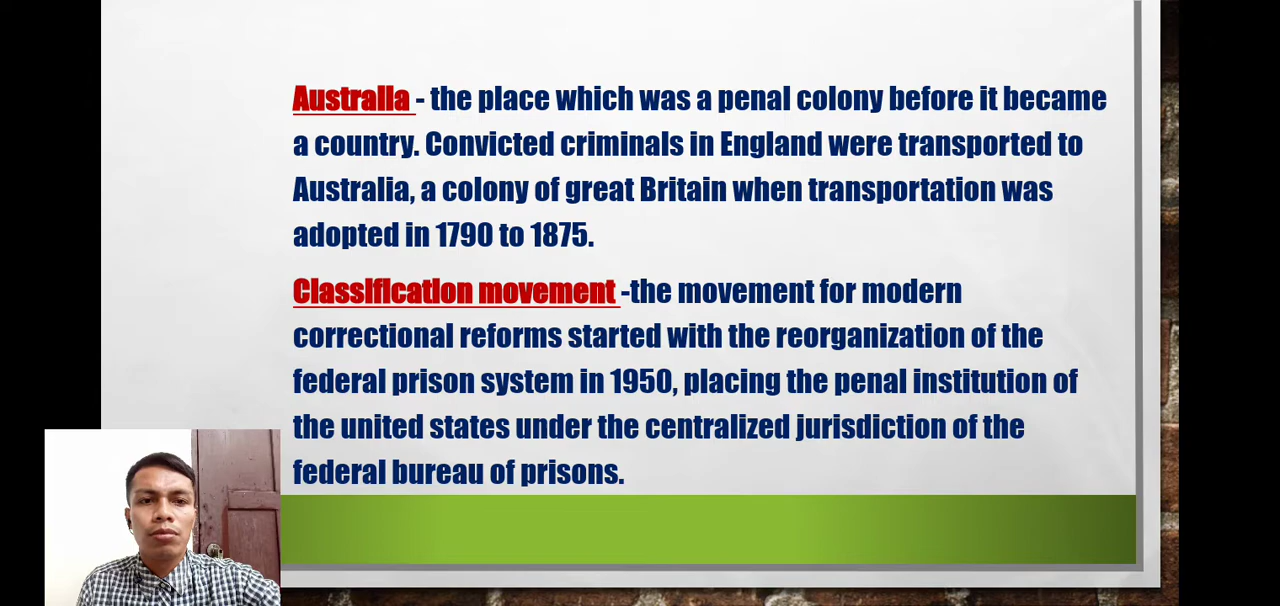 Australia - the place which was a penal colony before it became
a country. Convicted criminals in England were transported to
Australia, a colony of great Britain when transportation was
adopted in 1790 to 1875.
Classification movement -the movement for modern
correctional reforms started with the reorganization of the
federal prison system in 1950, placing the penal institution of
the united states under the centralized jurisdiction of the
federal bureau of prisons.